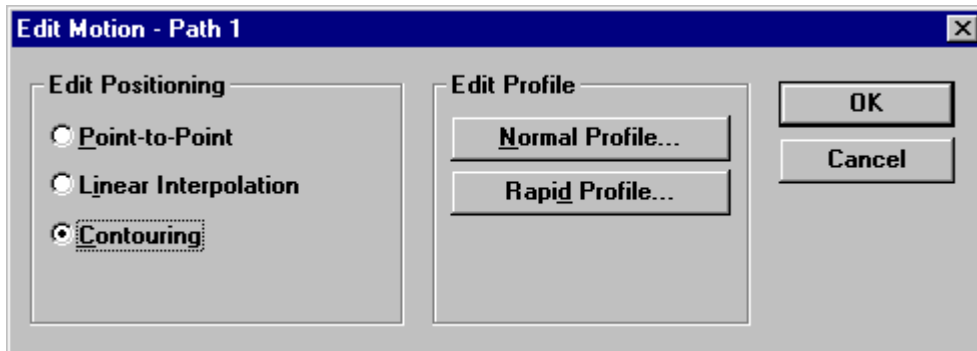 Edit Motion - Path 1
Edit Positioning
Point-to-Point
Linear Interpolation
Contouring
Edit Profile
Normal Profile...
Rapid Profile...
OK
Cancel